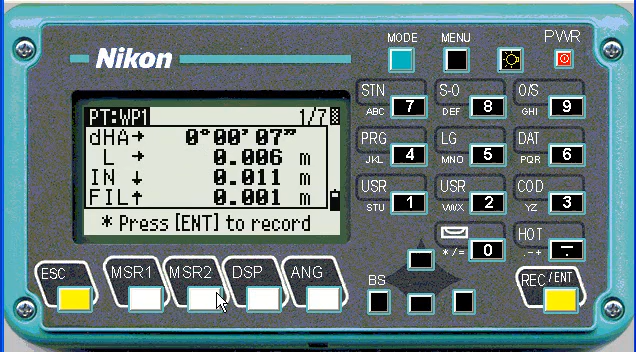 Nikon
MODE MENU PWR
PT:WP1 1/7
dHA→ 0°00'07"
L → 0.006 m
IN ↓ 0.011 m
FIL↑ 0.001 m
* Press [ENT] to record
STN S-O O/S
ABC 7 DEF 8 GHI 9
PRG LG DAT
JKL 4 MNO 5 PQR 6
USR USR COD
STU 1 VWX 2 YZ 3
HOT
*/= 0 .-+ -.
ESC MSR1 MSR2 DSP ANG BS REC/ENT